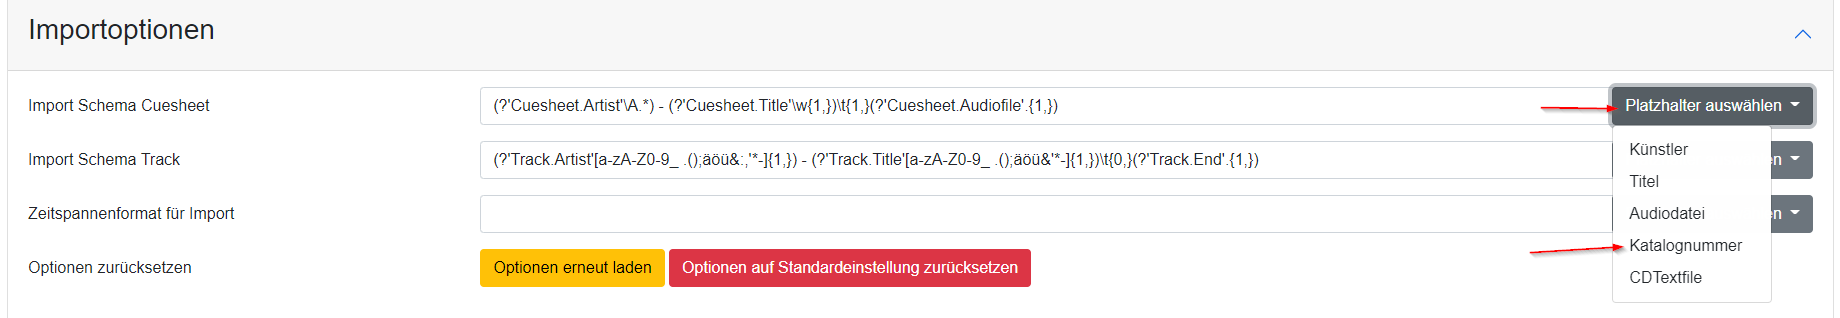 Importoptionen
Import Schema Cuesheet
(?'Cuesheet.Artist'\A.*) - (?'Cuesheet.Title'\w{1,})\t{1,}(?'Cuesheet.Audiofile'.{1,})
Platzhalter auswählen
Import Schema Track
(?'Track.Artist'[a-zA-Z0-9_ .();äöü&:,'*-]{1,}) - (?'Track.Title'[a-zA-Z0-9_ .();äöü&'*-]{1,})\t{0,}(?'Track.End'.{1,})
en
Zeitspannenformat für Import
en
Optionen zurücksetzen
Optionen erneut laden
Optionen auf Standardeinstellung zurücksetzen
Künstler
Titel
Audiodatei
Katalognummer
CDTextfile